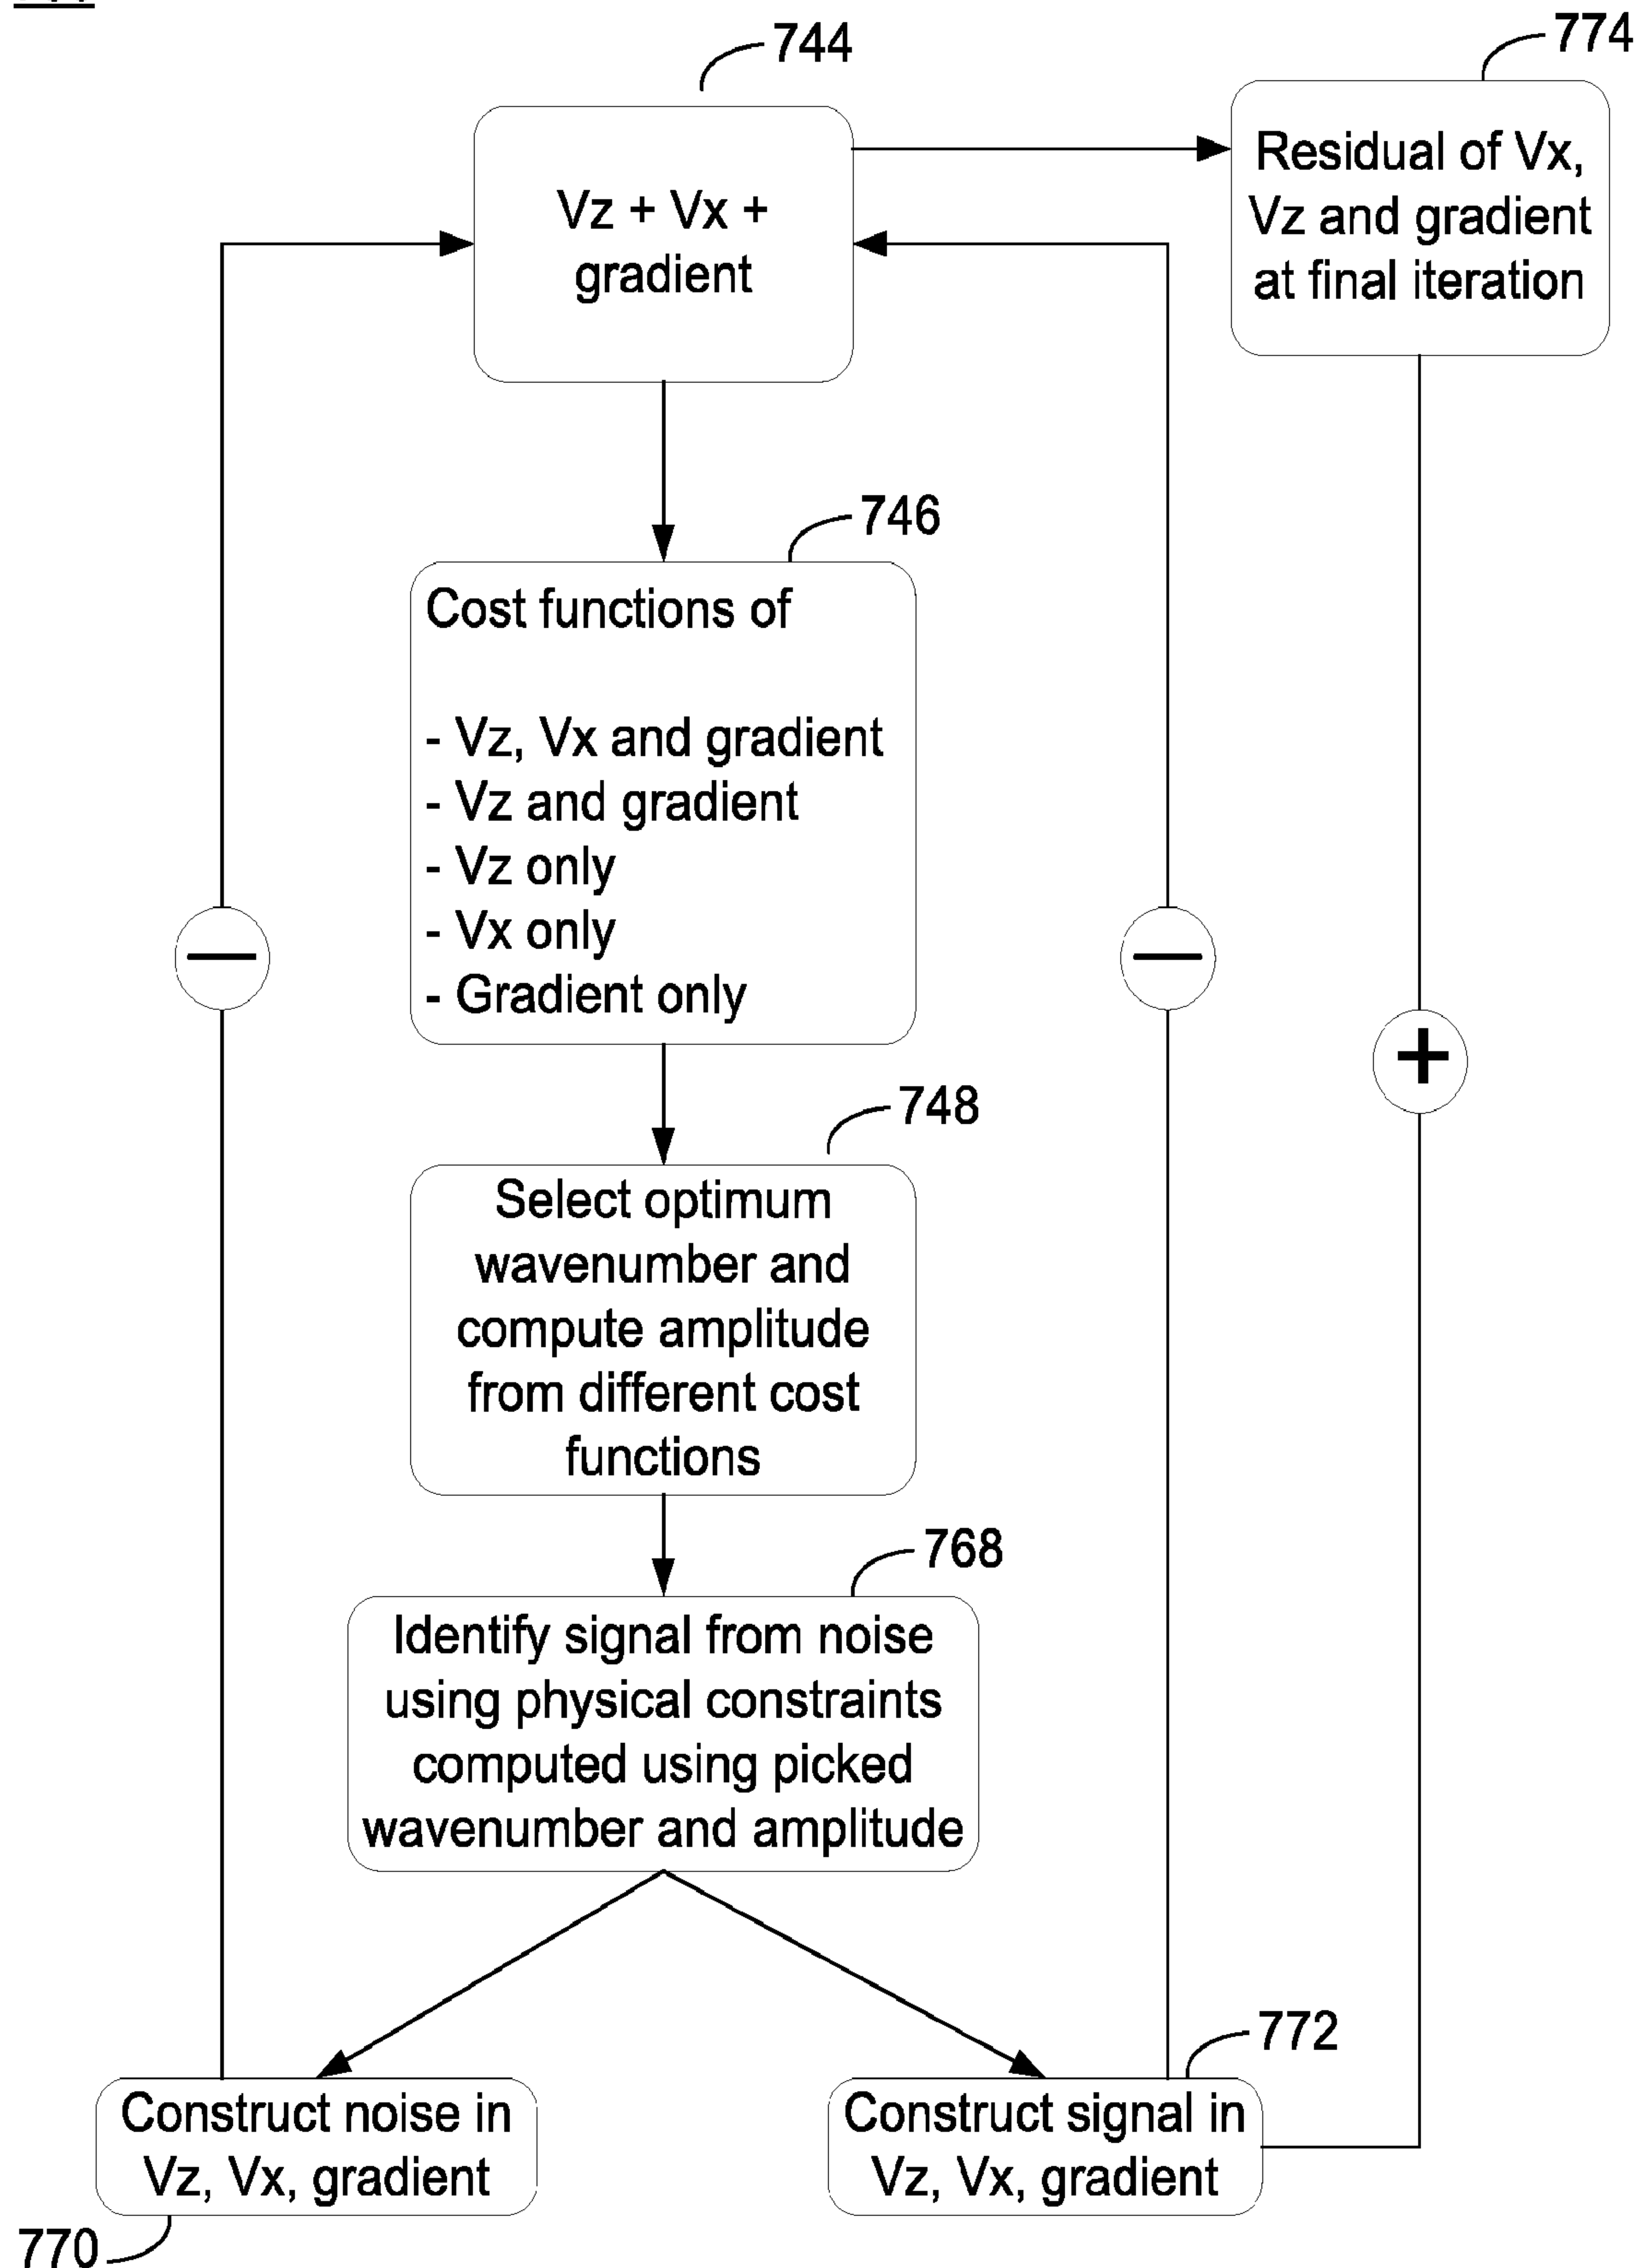 744
774
Vz + Vx +
gradient
Residual of Vx,
Vz and gradient
at final iteration
746
Cost functions of
- Vz, Vx and gradient
- Vz and gradient
- Vz only
- Vx only
- Gradient only
—
—
+
748
Select optimum
wavenumber and
compute amplitude
from different cost
functions
768
Identify signal from noise
using physical constraints
computed using picked
wavenumber and amplitude
772
Construct noise in
Vz, Vx, gradient
Construct signal in
Vz, Vx, gradient
770